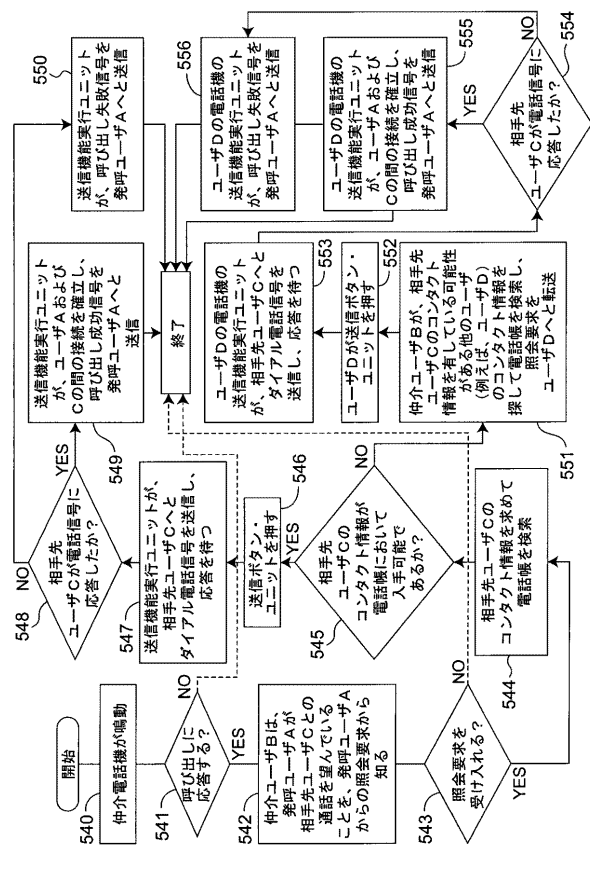 開始
540
仲介電話機が鳴動
541
呼び出しに
応答する?
NO
YES
542
仲介ユーザBは、
発呼ユーザAが
相手先ユーザCとの
通話を望んでいる
ことを、発呼ユーザA
からの照会要求から
知る
543
照会要求を
受け入れる?
NO
YES
544
相手先ユーザCの
コンタクト情報を求めて
電話帳を検索
545
相手先
ユーザCの
コンタクト情報が
電話帳において
入手可能で
あるか?
NO
YES
546
送信ボタン・
ユニットを押す
547
送信機能実行ユニットが、
相手先ユーザCへと
ダイアル電話信号を送信し、
応答を待つ
548
相手先
ユーザCが電話信号に
応答したか?
NO
YES
549
送信機能実行ユニット
が、ユーザAおよび
Cの間の接続を確立し、
呼び出し成功信号を
発呼ユーザAへと
送信
550
送信機能実行ユニット
が、呼び出し失敗信号を
発呼ユーザAへと送信
終了
551
仲介ユーザBが、相手先
ユーザCのコンタクト
情報を有している可能性
がある他のユーザ
(例えば、ユーザD)
のコンタクト情報を
探して電話帳を検索し、
照会要求を
ユーザDへと転送
552
ユーザDが送信ボタン・
ユニットを押す
553
ユーザDの電話機の
送信機能実行ユニット
が、相手先ユーザCへと
ダイアル電話信号を
送信し、応答を待つ
554
相手先
ユーザCが電話信号に
応答したか?
NO
YES
555
ユーザDの電話機の
送信機能実行ユニット
が、ユーザAおよび
Cの間の接続を確立し、
呼び出し成功信号を
発呼ユーザAへと送信
556
ユーザDの電話機の
送信機能実行ユニット
が、呼び出し失敗信号を
発呼ユーザAへと送信